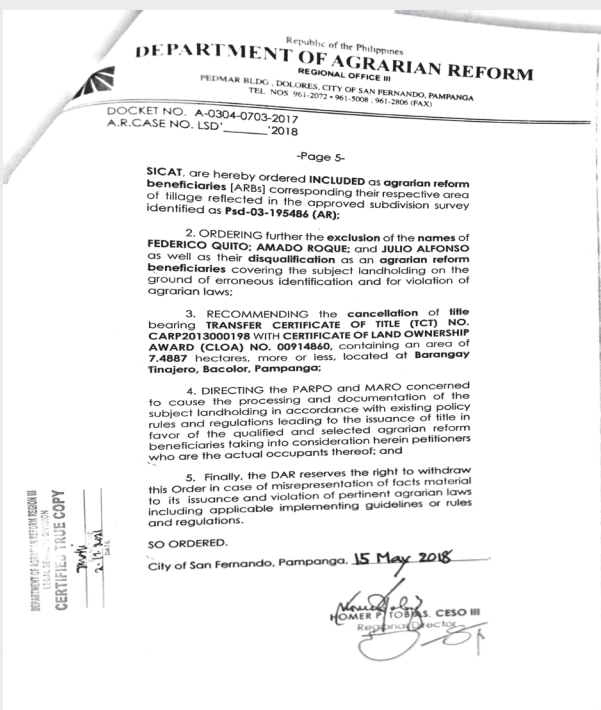 Republic of the Philippines
DEPARTMENT OF AGRARIAN REFORM
REGIONAL OFFICE III
PEDMAR BLDG., DOLORES, CITY OF SAN FERNANDO, PAMPANGA
TEL. NOS 961-2072 • 961-5008 : 961-2806 (FAX)
DOCKET NO. A-0304-0703-2017
A.R.CASE NO. LSD'______'2018
-Page 5-
SICAT, are hereby ordered INCLUDED as agrarian reform
beneficiaries [ARBs] corresponding their respective area
of tillage reflected in the approved subdivision survey
identified as Psd-03-195486 (AR);
2. ORDERING further the exclusion of the names of
FEDERICO QUITO; AMADO ROQUE; and JULIO ALFONSO
as well as their disqualification as an agrarian reform
beneficiaries covering the subject landholding on the
ground of erroneous identification and for violation of
agrarian laws;
3. RECOMMENDING the cancellation of title
bearing TRANSFER CERTIFICATE OF TITLE (TCT) NO.
CARP2013000198 WITH CERTIFICATE OF LAND OWNERSHIP
AWARD (CLOA) NO. 00914860, containing an area of
7.4887 hectares, more or less, located at Barangay
Tinajero, Bacolor, Pampanga;
4. DIRECTING the PARPO and MARO concerned
to cause the processing and documentation of the
subject landholding in accordance with existing policy
rules and regulations leading to the issuance of title in
favor of the qualified and selected agrarian reform
beneficiaries taking into consideration herein petitioners
who are the actual occupants thereof; and
5. Finally, the DAR reserves the right to withdraw
this Order in case of misrepresentation of facts material
to its issuance and violation of pertinent agrarian laws
including applicable implementing guidelines or rules
and regulations.
SO ORDERED.
City of San Fernando, Pampanga, 15 May 2018
HOMER P. TOBIAS, CESO III
Regional Director
DEPARTMENT OF AGRARIAN REFORM REGION III
LEGAL SERVICES DIVISION
CERTIFIED TRUE COPY
DATE